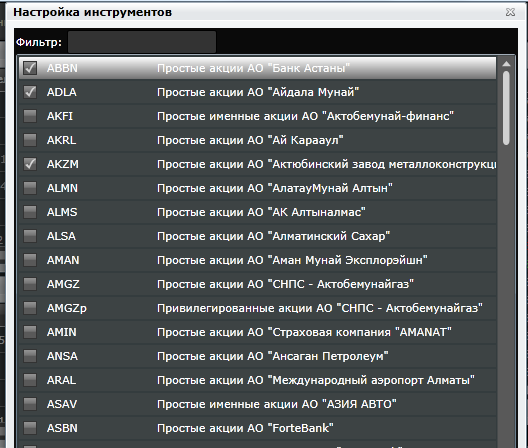 Настройка инструментов
Фильтр:
ABBN Простые акции АО "Банк Астаны"
ADLA Простые акции АО "Айдала Мунай"
AKFI Простые именные акции АО "Актобемунай-финанс"
AKRL Простые акции АО "Ай Карааул"
AKZM Простые акции АО "Актюбинский завод металлоконструкц
ALMN Простые акции АО "АлатауМунай Алтын"
ALMS Простые акции АО "АК Алтыналмас"
ALSA Простые акции АО "Алматинский Сахар"
AMAN Простые акции АО "Аман Мунай Эксплорэйшн"
AMGZ Простые акции АО "СНПС - Актобемунайгаз"
AMGZp Привилегированные акции АО "СНПС - Актобемунайгаз"
AMIN Простые акции АО "Страховая компания "AMANAT"
ANSA Простые акции АО "Ансаган Петролеум"
ARAL Простые акции АО "Международный аэропорт Алматы"
ASAV Простые именные акции АО "АЗИЯ АВТО"
ASBN Простые акции АО "ForteBank"